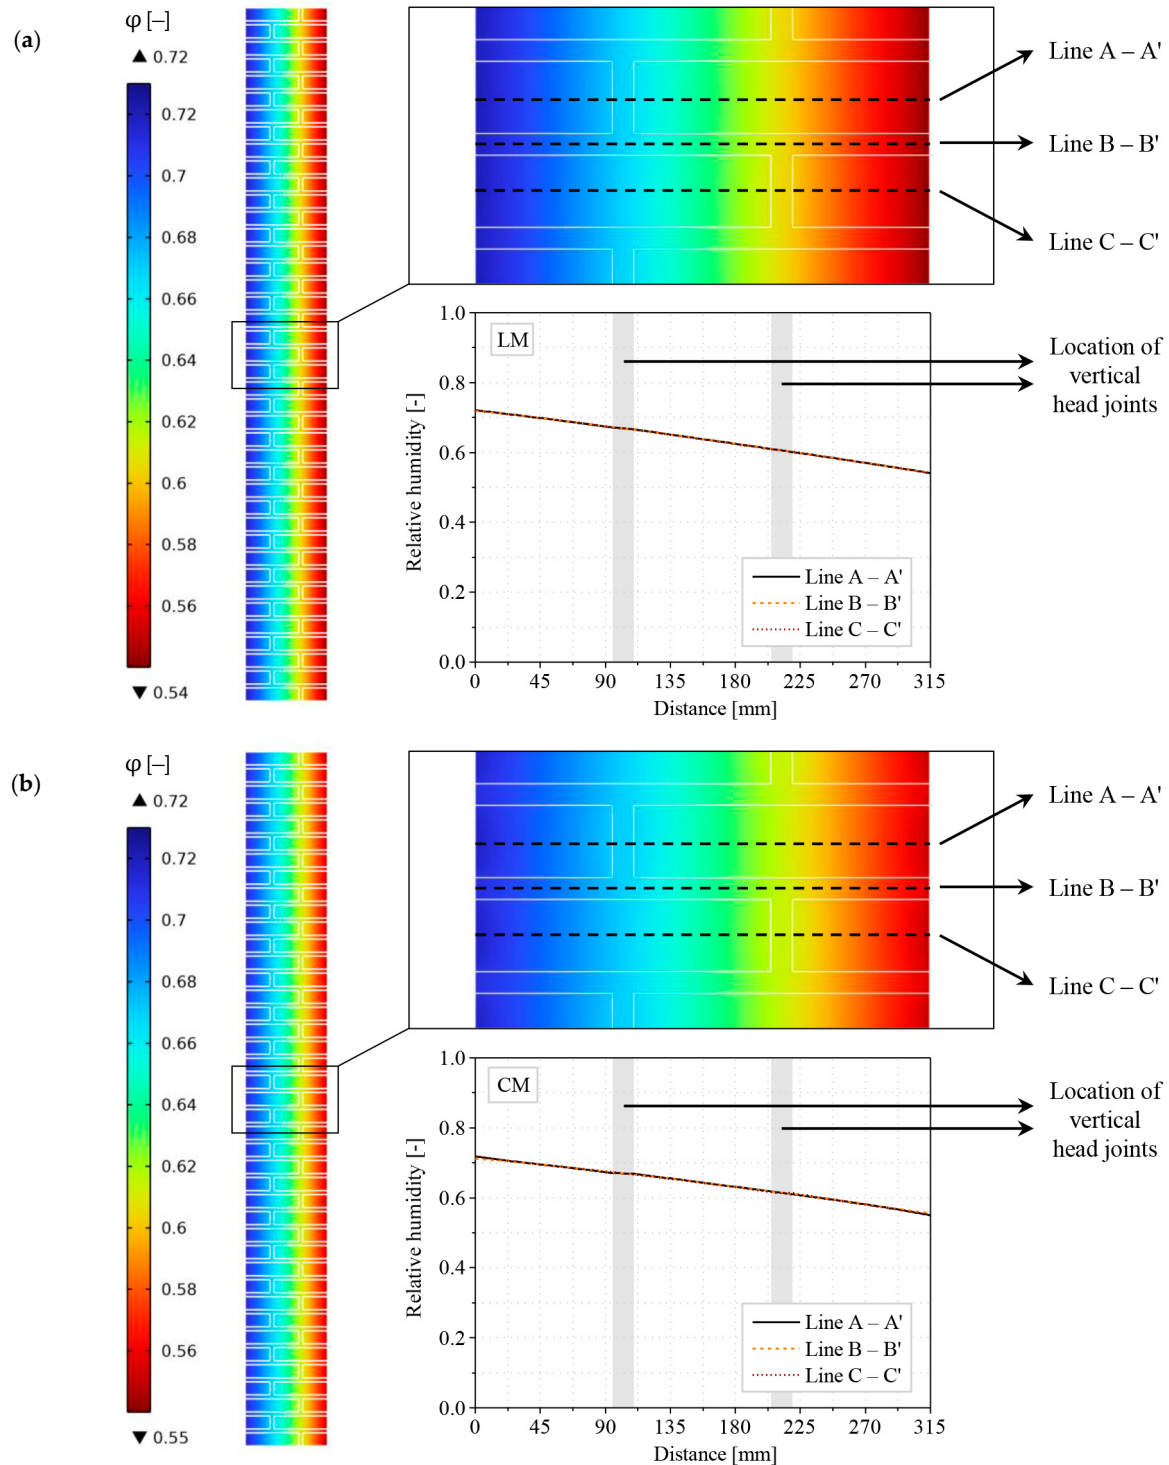 (a)
φ [–]
▲ 0.72
0.72
0.7
0.68
0.66
0.64
0.62
0.6
0.58
0.56
▼ 0.54
Line A – A'
Line B – B'
Line C – C'
LM
Relative humidity [-]
1.0
0.8
0.6
0.4
0.2
0.0
0
45
90
135
180
225
270
315
Distance [mm]
Line A – A'
Line B – B'
Line C – C'
Location of
vertical
head joints
(b)
φ [–]
▲ 0.72
0.72
0.7
0.68
0.66
0.64
0.62
0.6
0.58
0.56
▼ 0.55
Line A – A'
Line B – B'
Line C – C'
CM
Relative humidity [-]
1.0
0.8
0.6
0.4
0.2
0.0
0
45
90
135
180
225
270
315
Distance [mm]
Line A – A'
Line B – B'
Line C – C'
Location of
vertical
head joints